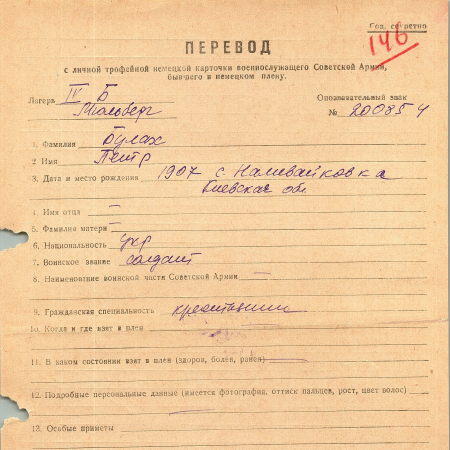 Сов. секретно
146
ПЕРЕВОД
с личной трофейной немецкой карточки военнослужащего Советской Армии,
бывшего в немецком плену.
Лагерь IV Б
Мюльберг
Опознавательный знак
№ 200854
1. Фамилия Булах
2. Имя Петр
3. Дата и место рождения 1907 с. Наливайковка
Киевская обл.
4. Имя отца —
5. Фамилия матери —
6. Национальность укр
7. Воинское звание солдат
8. Наименование воинской части Советской Армии —
9. Гражданская специальность крестьянин
10. Когда и где взят в плен
11. В каком состоянии взят в плен (здоров, болен, ранен)
12. Подробные персональные данные (имеется фотография, оттиск пальцев, рост, цвет волос)
13. Особые приметы